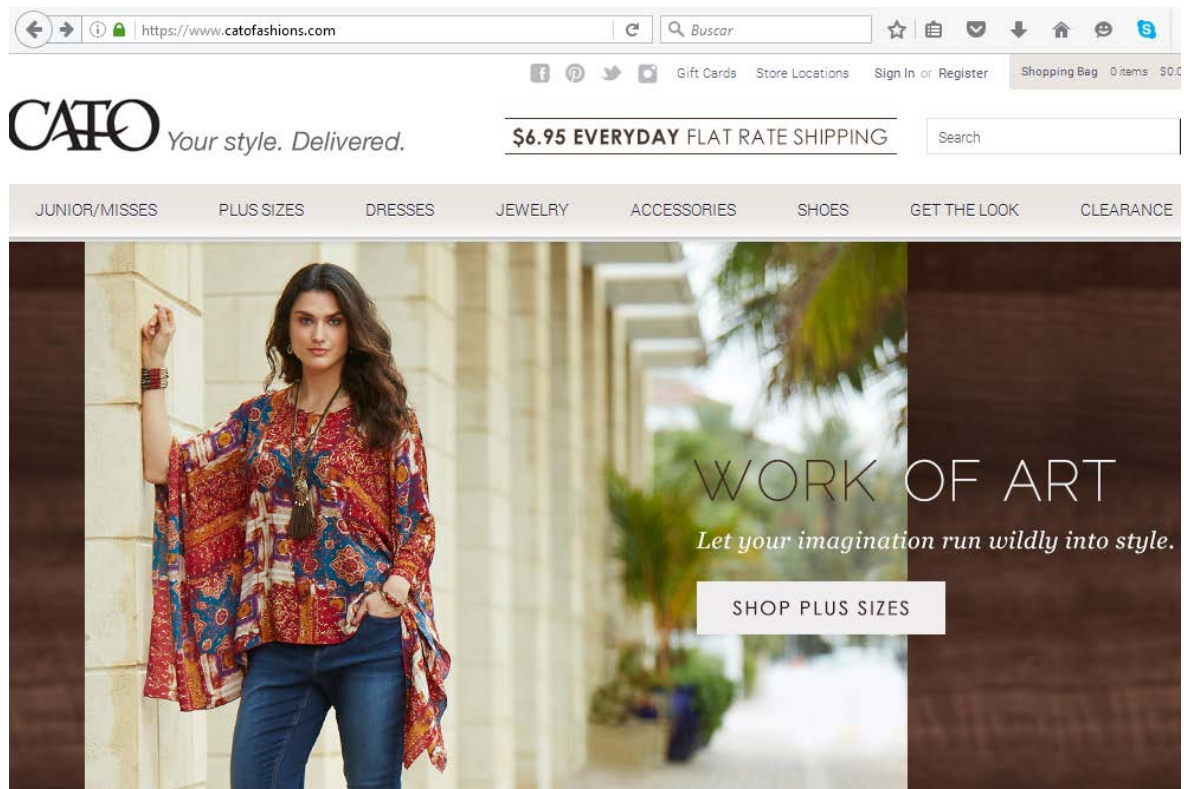 https://www.catofashions.com
Buscar
Gift Cards Store Locations Sign In or Register Shopping Bag 0 items $0.0
CATO Your style. Delivered.
$6.95 EVERYDAY FLAT RATE SHIPPING
Search
JUNIOR/MISSES PLUS SIZES DRESSES JEWELRY ACCESSORIES SHOES GET THE LOOK CLEARANCE
WORK OF ART
Let your imagination run wildly into style.
SHOP PLUS SIZES